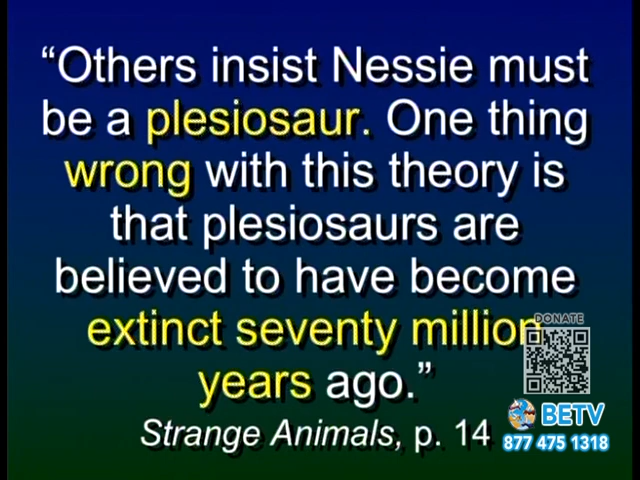 “Others insist Nessie must
be a plesiosaur. One thing
wrong with this theory is
that plesiosaurs are
believed to have become
extinct seventy million
years ago.”
Strange Animals, p. 14
DONATE
BETV
877 475 1318